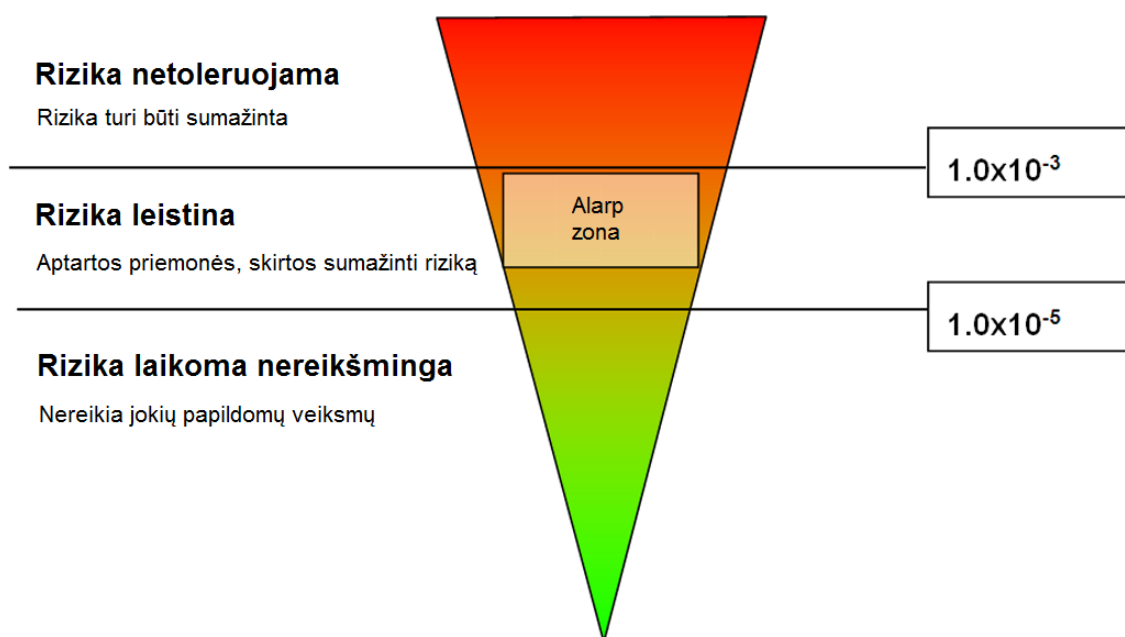 Rizika netoleruojama
Rizika turi būti sumažinta
1.0x10⁻³
Rizika leistina
Alarp
zona
Aptartos priemonės, skirtos sumažinti riziką
1.0x10⁻⁵
Rizika laikoma nereikšminga
Nereikia jokių papildomų veiksmų